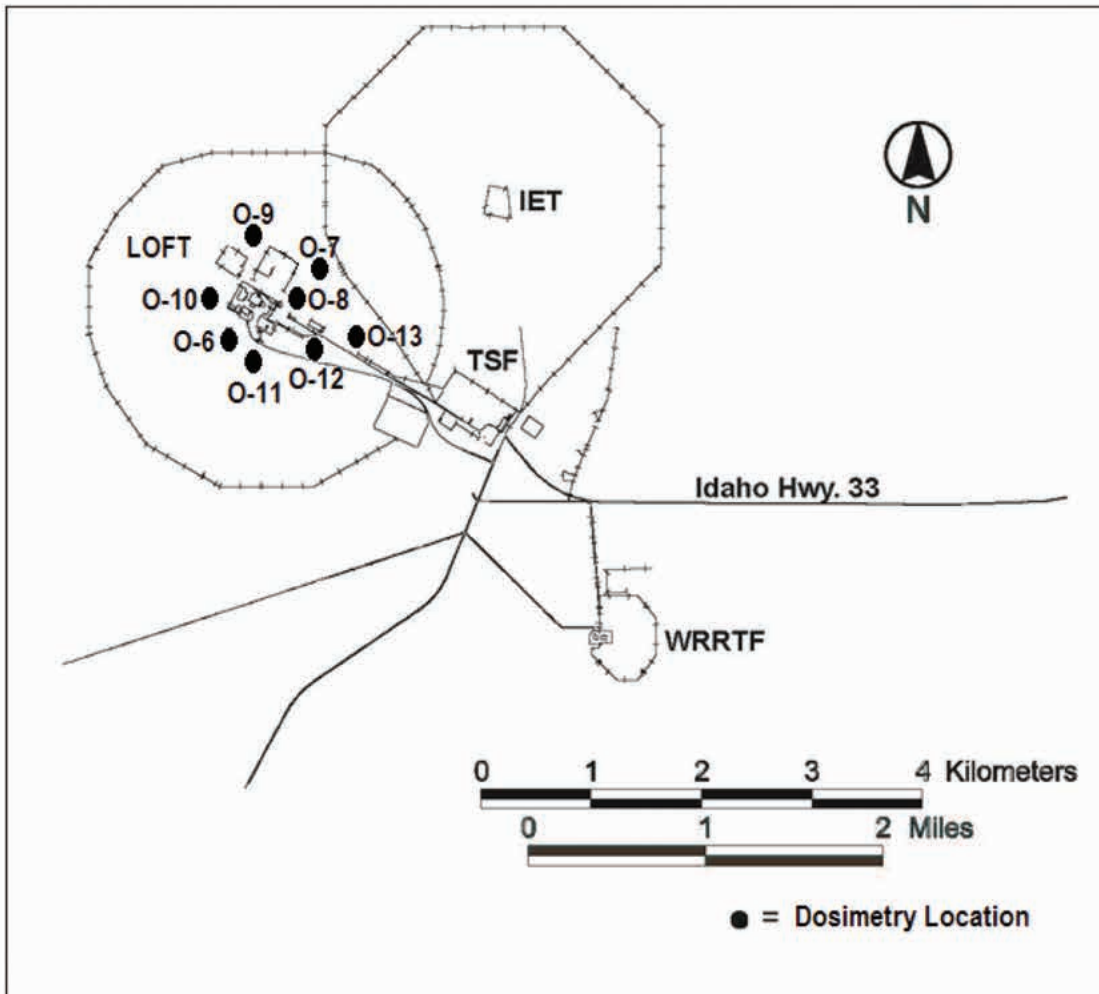 N
IET
O-9
LOFT
O-7
O-10
O-8
O-6
O-13
O-12
O-11
TSF
Idaho Hwy. 33
WRRTF
0 1 2 3 4 Kilometers
0 1 2 Miles
= Dosimetry Location